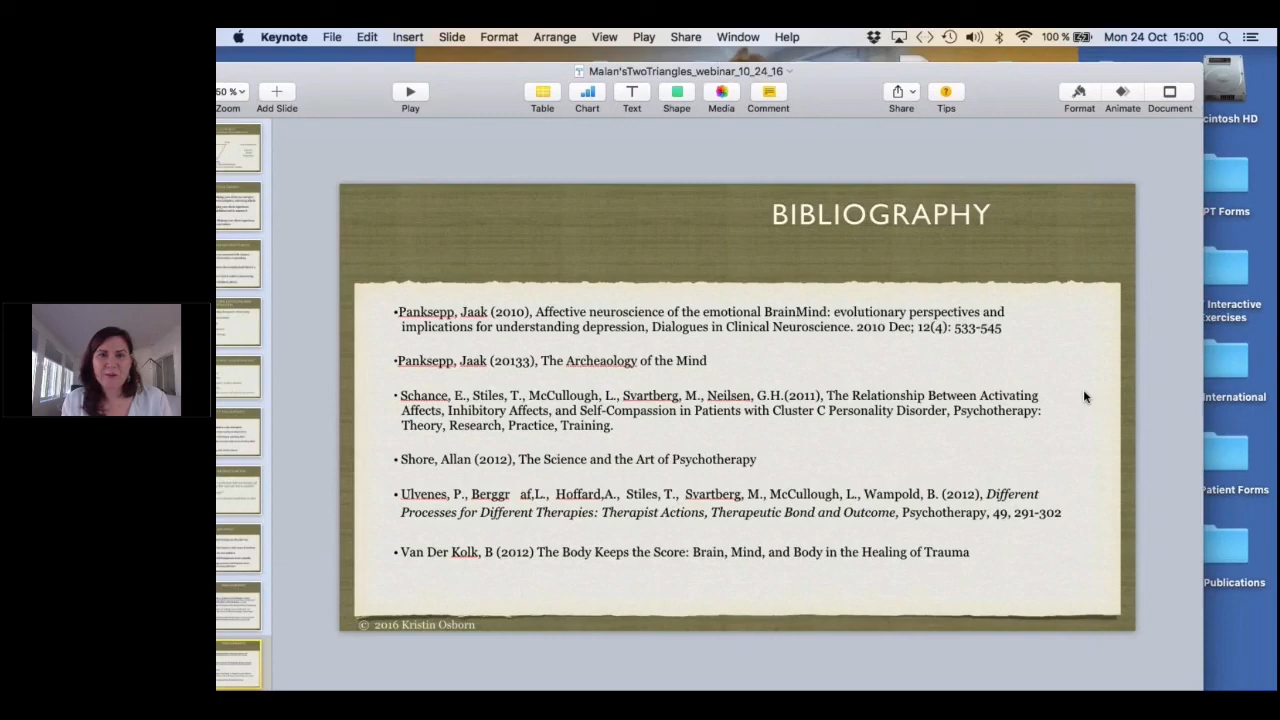 Keynote File Edit Insert Slide Format Arrange View Play Share Window Help 100 % Mon 24 Oct 15:00
Malan'sTwoTriangles_webinar_10_24_16
50 %
Zoom Add Slide Play Table Chart Text Shape Media Comment Share Tips Format Animate Document
cintosh HD
PT Forms
Interactive
Exercises
International
Patient Forms
Publications
BIBLIOGRAPHY
•Panksepp, Jaak (2010), Affective neuroscience of the emotional BrainMind: evolutionary perspectives and
implications for understanding depression, Dialogues in Clinical Neuroscience. 2010 Dec; 12(4): 533-545
•Panksepp, Jaak (20133), The Archeaology of the Mind
• Schance, E., Stiles, T., McCullough, L., Svartberg, M., Neilsen, G.H.(2011), The Relationship Between Activating
Affects, Inhibitory Affects, and Self-Compassion in Patients with Cluster C Personality Disorder, Psychotherapy:
Theory, Research, Practice, Training.
• Shore, Allan (2012), The Science and the Art of Psychotherapy
• Ulvenes, P., Berggraf,L., Hoffard,A., Stiles, T., Svartberg, M., McCullough, L., Wampold, B. (2012), Different
Processes for Different Therapies: Therapist Actions, Therapeutic Bond and Outcome, Psychotherapy, 49, 291-302
• Van Der Kolk, B (2012) The Body Keeps the Score: Brain, Mind, and Body in the Healing of Trauma
© 2016 Kristin Osborn